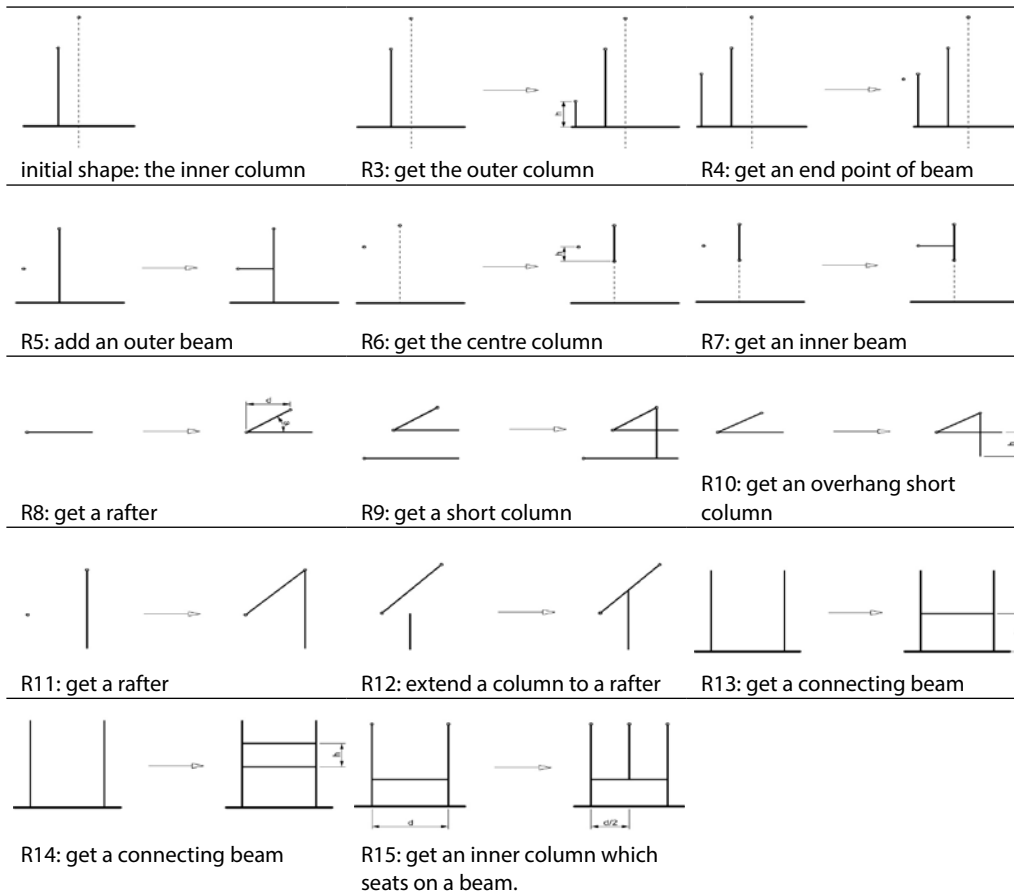 h
initial shape: the inner column
R3: get the outer column
R4: get an end point of beam
h
R5: add an outer beam
R6: get the centre column
R7: get an inner beam
d
R8: get a rafter
R9: get a short column
R10: get an overhang short
column
R11: get a rafter
R12: extend a column to a rafter
R13: get a connecting beam
h
d
d/2
R14: get a connecting beam
R15: get an inner column which
seats on a beam.